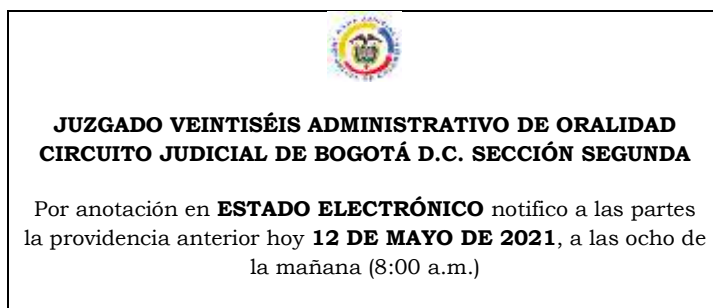 JUZGADO VEINTISÉIS ADMINISTRATIVO DE ORALIDAD
CIRCUITO JUDICIAL DE BOGOTÁ D.C. SECCIÓN SEGUNDA
Por anotación en ESTADO ELECTRÓNICO notifico a las partes
la providencia anterior hoy 12 DE MAYO DE 2021, a las ocho de
la mañana (8:00 a.m.)